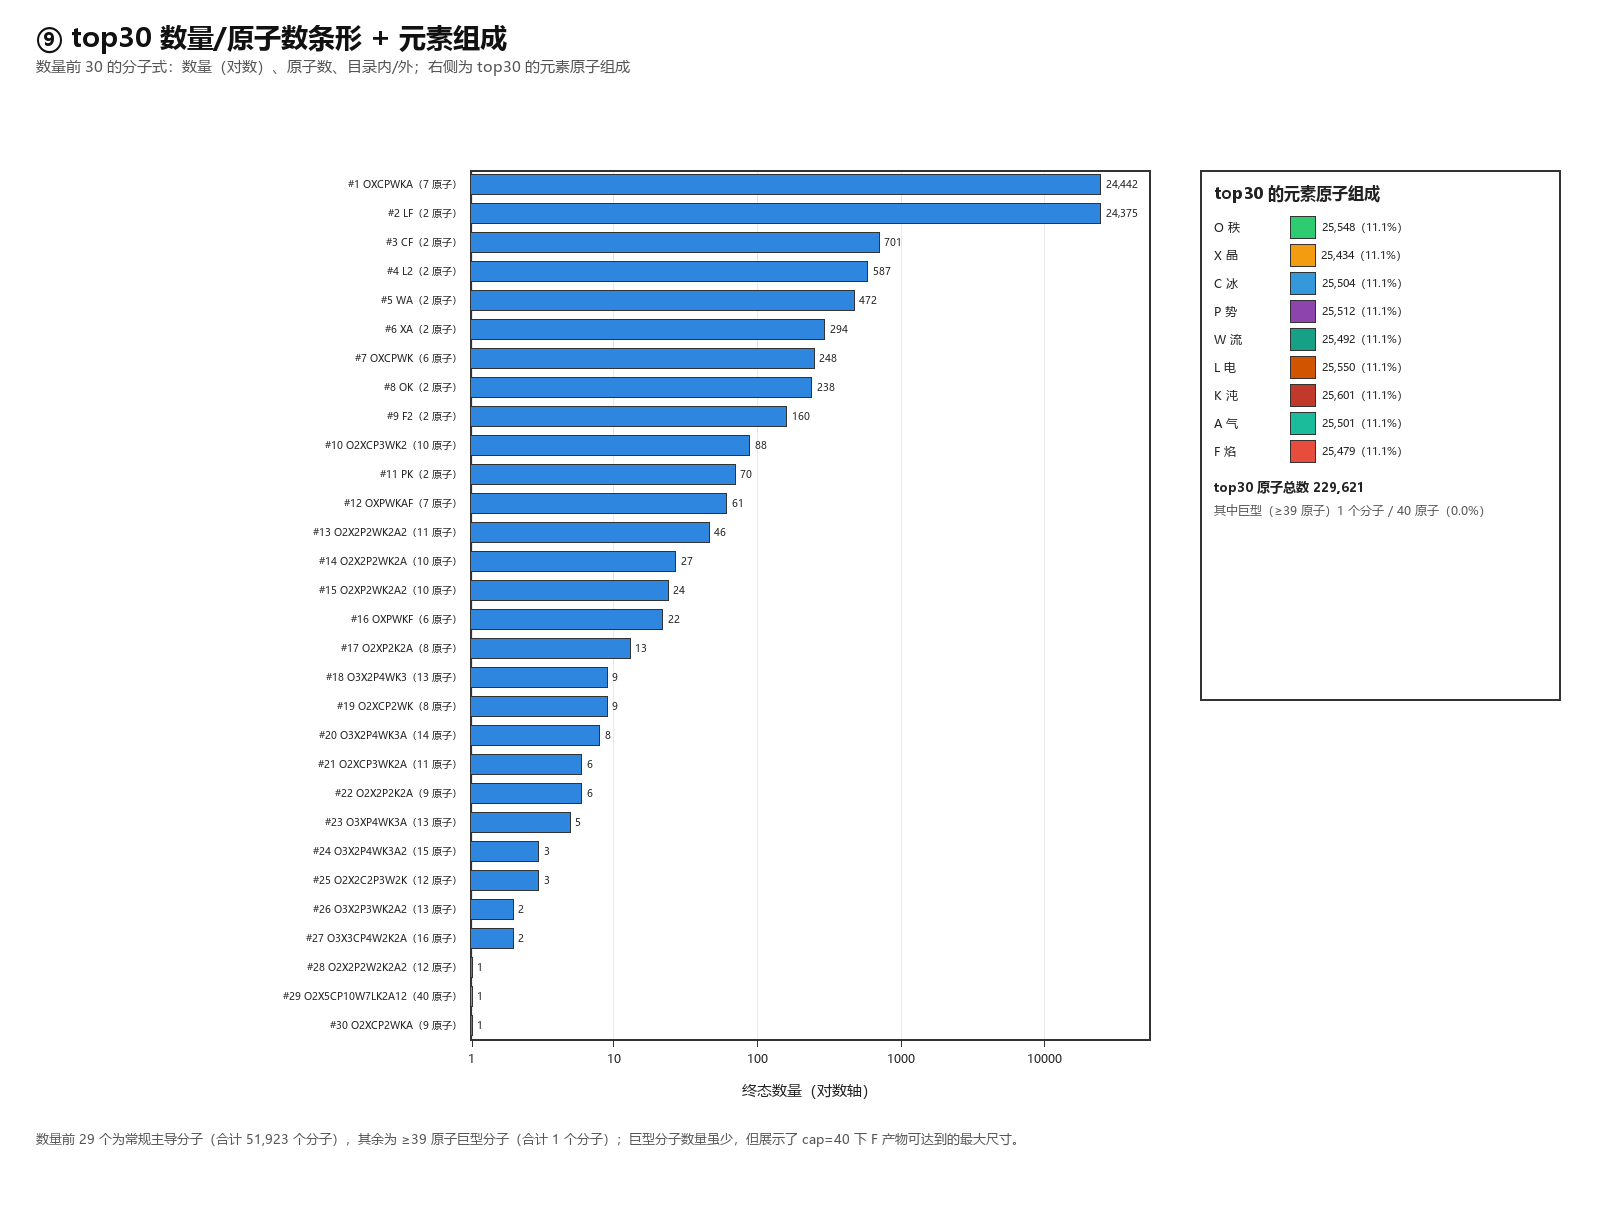 ⑨ top30 数量/原子数条形 + 元素组成
数量前 30 的分子式：数量（对数）、原子数、目录内/外；右侧为 top30 的元素原子组成
#1 OXCPWKA（7 原子） 24,442
#2 LF（2 原子） 24,375
#3 CF（2 原子） 701
#4 L2（2 原子） 587
#5 WA（2 原子） 472
#6 XA（2 原子） 294
#7 OXCPWK（6 原子） 248
#8 OK（2 原子） 238
#9 F2（2 原子） 160
#10 O2XCP3WK2（10 原子） 88
#11 PK（2 原子） 70
#12 OXPWKAF（7 原子） 61
#13 O2X2P2WK2A2（11 原子） 46
#14 O2X2P2WK2A（10 原子） 27
#15 O2XP2WK2A2（10 原子） 24
#16 OXPWKF（6 原子） 22
#17 O2XP2K2A（8 原子） 13
#18 O3X2P4WK3（13 原子） 9
#19 O2XCP2WK（8 原子） 9
#20 O3X2P4WK3A（14 原子） 8
#21 O2XCP3WK2A（11 原子） 6
#22 O2X2P2K2A（9 原子） 6
#23 O3XP4WK3A（13 原子） 5
#24 O3X2P4WK3A2（15 原子） 3
#25 O2X2C2P3W2K（12 原子） 3
#26 O3X2P3WK2A2（13 原子） 2
#27 O3X3CP4W2K2A（16 原子） 2
#28 O2X2P2W2K2A2（12 原子） 1
#29 O2X5CP10W7LK2A12（40 原子） 1
#30 O2XCP2WKA（9 原子） 1
1 10 100 1000 10000
终态数量（对数轴）
top30 的元素原子组成
O 秩 25,548（11.1%）
X 晶 25,434（11.1%）
C 冰 25,504（11.1%）
P 势 25,512（11.1%）
W 流 25,492（11.1%）
L 电 25,550（11.1%）
K 沌 25,601（11.1%）
A 气 25,501（11.1%）
F 焰 25,479（11.1%）
top30 原子总数 229,621
其中巨型（≥39 原子）1 个分子 / 40 原子（0.0%）
数量前 29 个为常规主导分子（合计 51,923 个分子），其余为 ≥39 原子巨型分子（合计 1 个分子）；巨型分子数量虽少，但展示了 cap=40 下 F 产物可达到的最大尺寸。